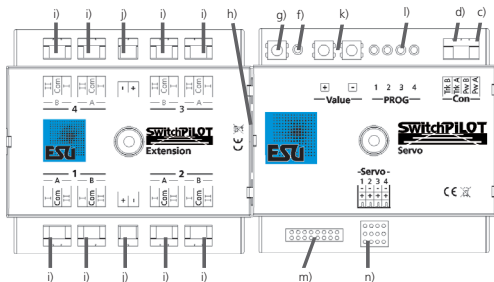 i) i) j) i) i) h) g) f) k) l) d) c)
Com Com - + Com Com
B A B A
4 3
+ -
Value
1 2 3 4
PROG
Trk B Trk A Pwr B Pwr A
Con
ESU
SwitchPILOT
Extension
CE
ESU
SwitchPILOT
Servo
1 2
A B A B
Com Com + - Com Com
-Servo-
1 2 3 4
- - - -
+ + + +
CE
i) i) j) i) i) m) n)